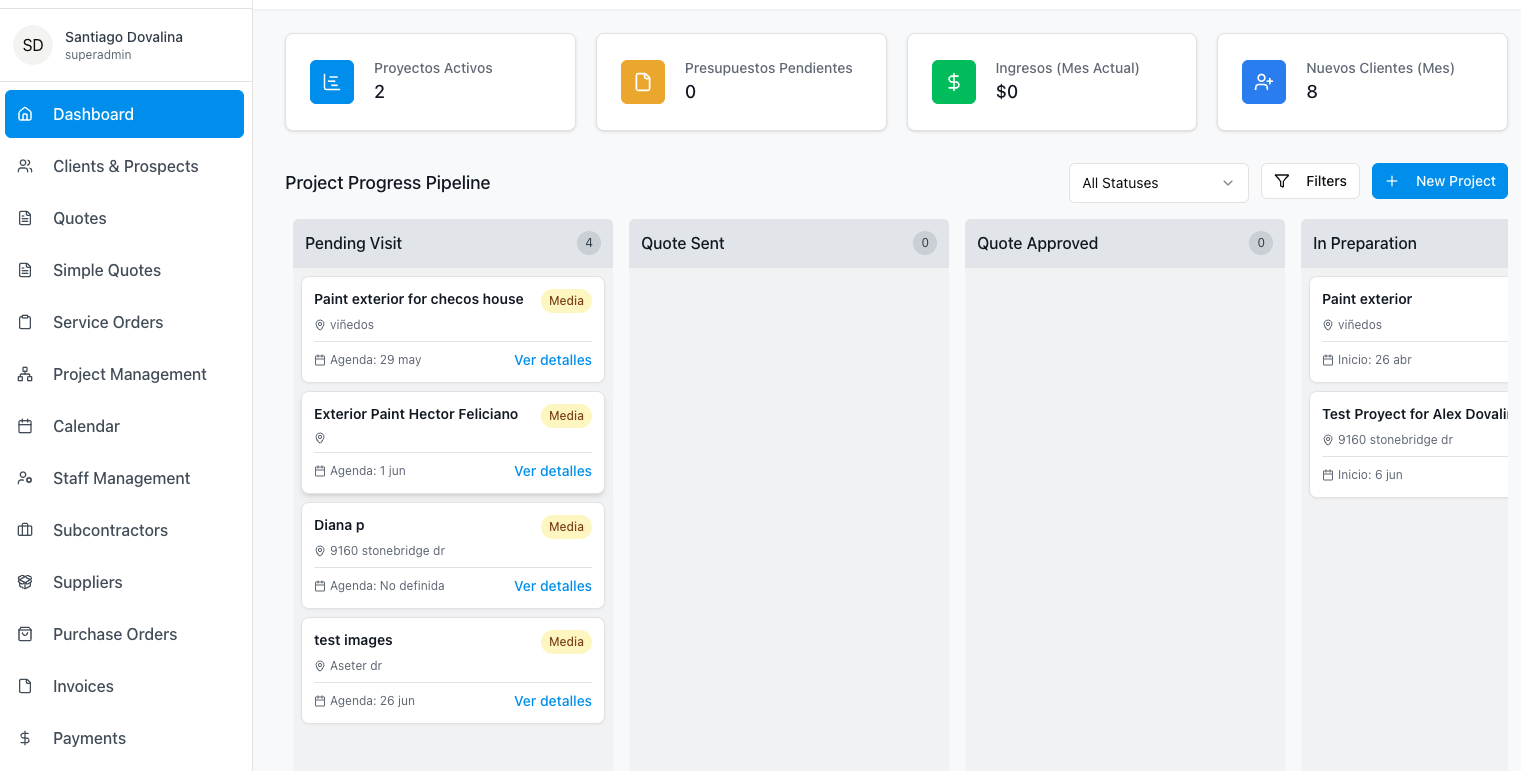 SD
Santiago Dovalina
superadmin
Dashboard
Clients & Prospects
Quotes
Simple Quotes
Service Orders
Project Management
Calendar
Staff Management
Subcontractors
Suppliers
Purchase Orders
Invoices
Payments
Proyectos Activos
2
Presupuestos Pendientes
0
Ingresos (Mes Actual)
$0
Nuevos Clientes (Mes)
8
Project Progress Pipeline
All Statuses
Filters
New Project
Pending Visit 4
Paint exterior for checos house Media
viñedos
Agenda: 29 may Ver detalles
Exterior Paint Hector Feliciano Media
Agenda: 1 jun Ver detalles
Diana p Media
9160 stonebridge dr
Agenda: No definida Ver detalles
test images Media
Aseter dr
Agenda: 26 jun Ver detalles
Quote Sent 0
Quote Approved 0
In Preparation
Paint exterior
viñedos
Inicio: 26 abr
Test Proyect for Alex
9160 stonebridge dr
Inicio: 6 jun